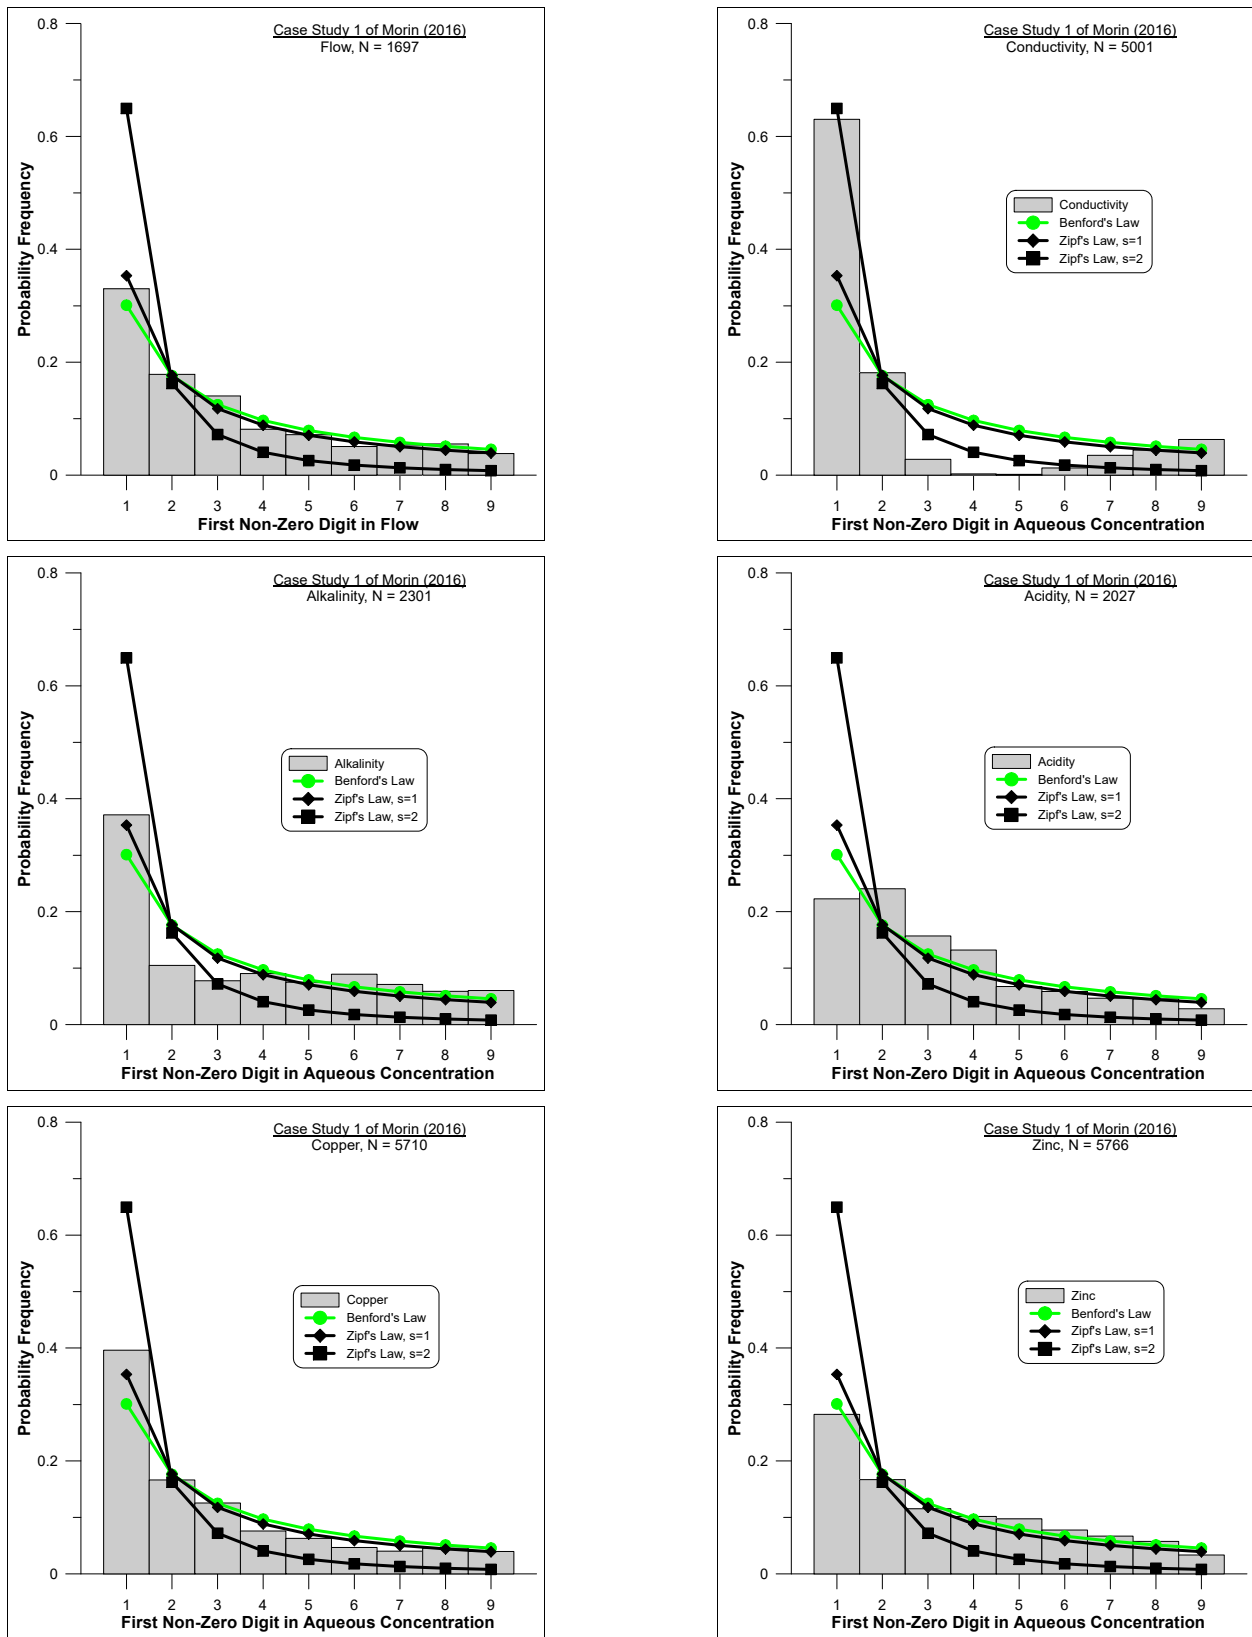 Case Study 1 of Morin (2016)
Flow, N = 1697
Probability Frequency
0.8
0.6
0.4
0.2
0
1 2 3 4 5 6 7 8 9
First Non-Zero Digit in Flow
Case Study 1 of Morin (2016)
Conductivity, N = 5001
Probability Frequency
0.8
0.6
0.4
0.2
0
Conductivity
Benford's Law
Zipf's Law, s=1
Zipf's Law, s=2
1 2 3 4 5 6 7 8 9
First Non-Zero Digit in Aqueous Concentration
Case Study 1 of Morin (2016)
Alkalinity, N = 2301
Probability Frequency
0.8
0.6
0.4
0.2
0
Alkalinity
Benford's Law
Zipf's Law, s=1
Zipf's Law, s=2
1 2 3 4 5 6 7 8 9
First Non-Zero Digit in Aqueous Concentration
Case Study 1 of Morin (2016)
Acidity, N = 2027
Probability Frequency
0.8
0.6
0.4
0.2
0
Acidity
Benford's Law
Zipf's Law, s=1
Zipf's Law, s=2
1 2 3 4 5 6 7 8 9
First Non-Zero Digit in Aqueous Concentration
Case Study 1 of Morin (2016)
Copper, N = 5710
Probability Frequency
0.8
0.6
0.4
0.2
0
Copper
Benford's Law
Zipf's Law, s=1
Zipf's Law, s=2
1 2 3 4 5 6 7 8 9
First Non-Zero Digit in Aqueous Concentration
Case Study 1 of Morin (2016)
Zinc, N = 5766
Probability Frequency
0.8
0.6
0.4
0.2
0
Zinc
Benford's Law
Zipf's Law, s=1
Zipf's Law, s=2
1 2 3 4 5 6 7 8 9
First Non-Zero Digit in Aqueous Concentration